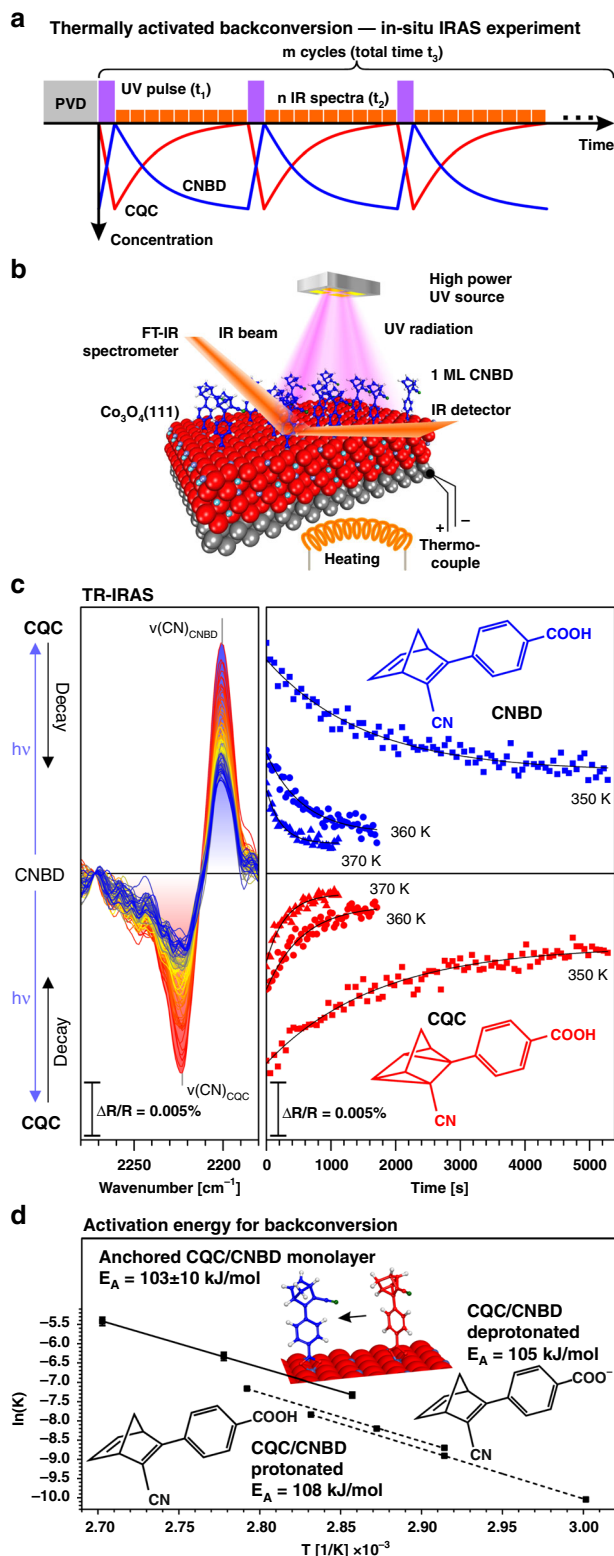 a
Thermally activated backconversion — in-situ IRAS experiment
m cycles (total time t3)
PVD
UV pulse (t1)
n IR spectra (t2)
Time
CNBD
CQC
Concentration
b
High power
UV source
FT-IR
spectrometer
IR beam
UV radiation
1 ML CNBD
Co3O4(111)
IR detector
+
−
Heating
Thermo-
couple
c
TR-IRAS
CQC
ν(CN)CNBD
Decay
hν
CNBD
hν
Decay
CQC
ν(CN)CQC
ΔR/R = 0.005%
2250
2200
Wavenumber [cm−1]
COOH
CN
CNBD
350 K
360 K
370 K
370 K
360 K
350 K
CQC
COOH
CN
ΔR/R = 0.005%
0
1000
2000
3000
4000
5000
Time [s]
d
Activation energy for backconversion
Anchored CQC/CNBD monolayer
EA = 103±10 kJ/mol
CQC/CNBD
deprotonated
EA = 105 kJ/mol
COO−
CN
COOH
CN
CQC/CNBD
protonated
EA = 108 kJ/mol
ln(K)
−5.5
−6.0
−6.5
−7.0
−7.5
−8.0
−8.5
−9.0
−9.5
−10.0
2.70
2.75
2.80
2.85
2.90
2.95
3.00
T [1/K] ×10−3